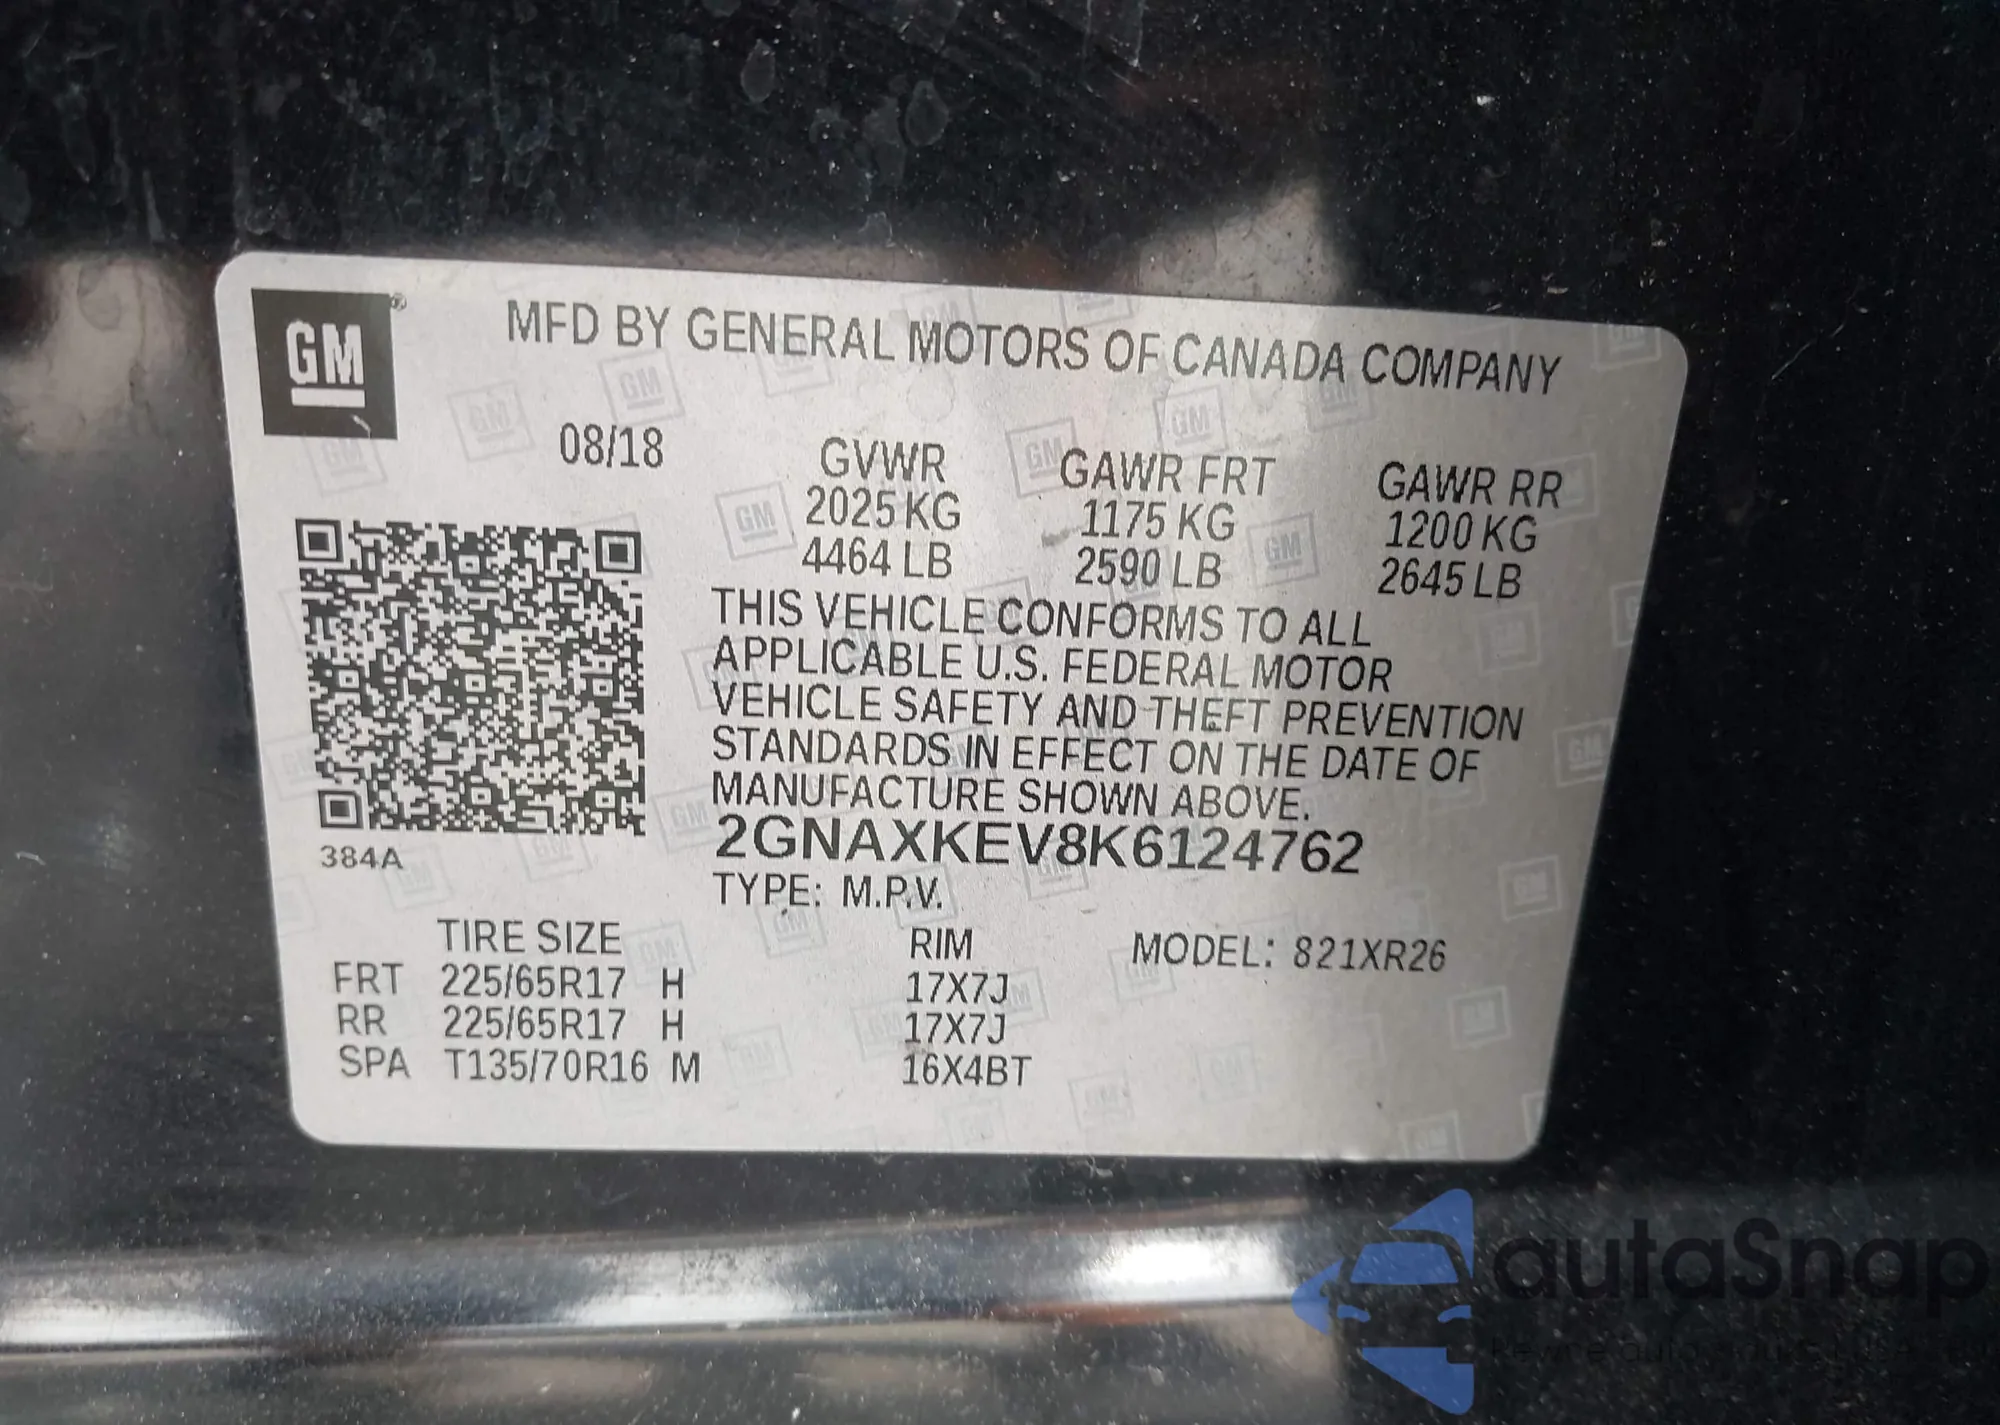 GM
MFD BY GENERAL MOTORS OF CANADA COMPANY
08/18
GVWR GAWR FRT GAWR RR
2025 KG 1175 KG 1200 KG
4464 LB 2590 LB 2645 LB
THIS VEHICLE CONFORMS TO ALL
APPLICABLE U.S. FEDERAL MOTOR
VEHICLE SAFETY AND THEFT PREVENTION
STANDARDS IN EFFECT ON THE DATE OF
MANUFACTURE SHOWN ABOVE.
384A
2GNAXKEV8K6124762
TYPE: M.P.V.
TIRE SIZE RIM MODEL: 821XR26
FRT 225/65R17 H 17X7J
RR 225/65R17 H 17X7J
SPA T135/70R16 M 16X4BT
autaSnap